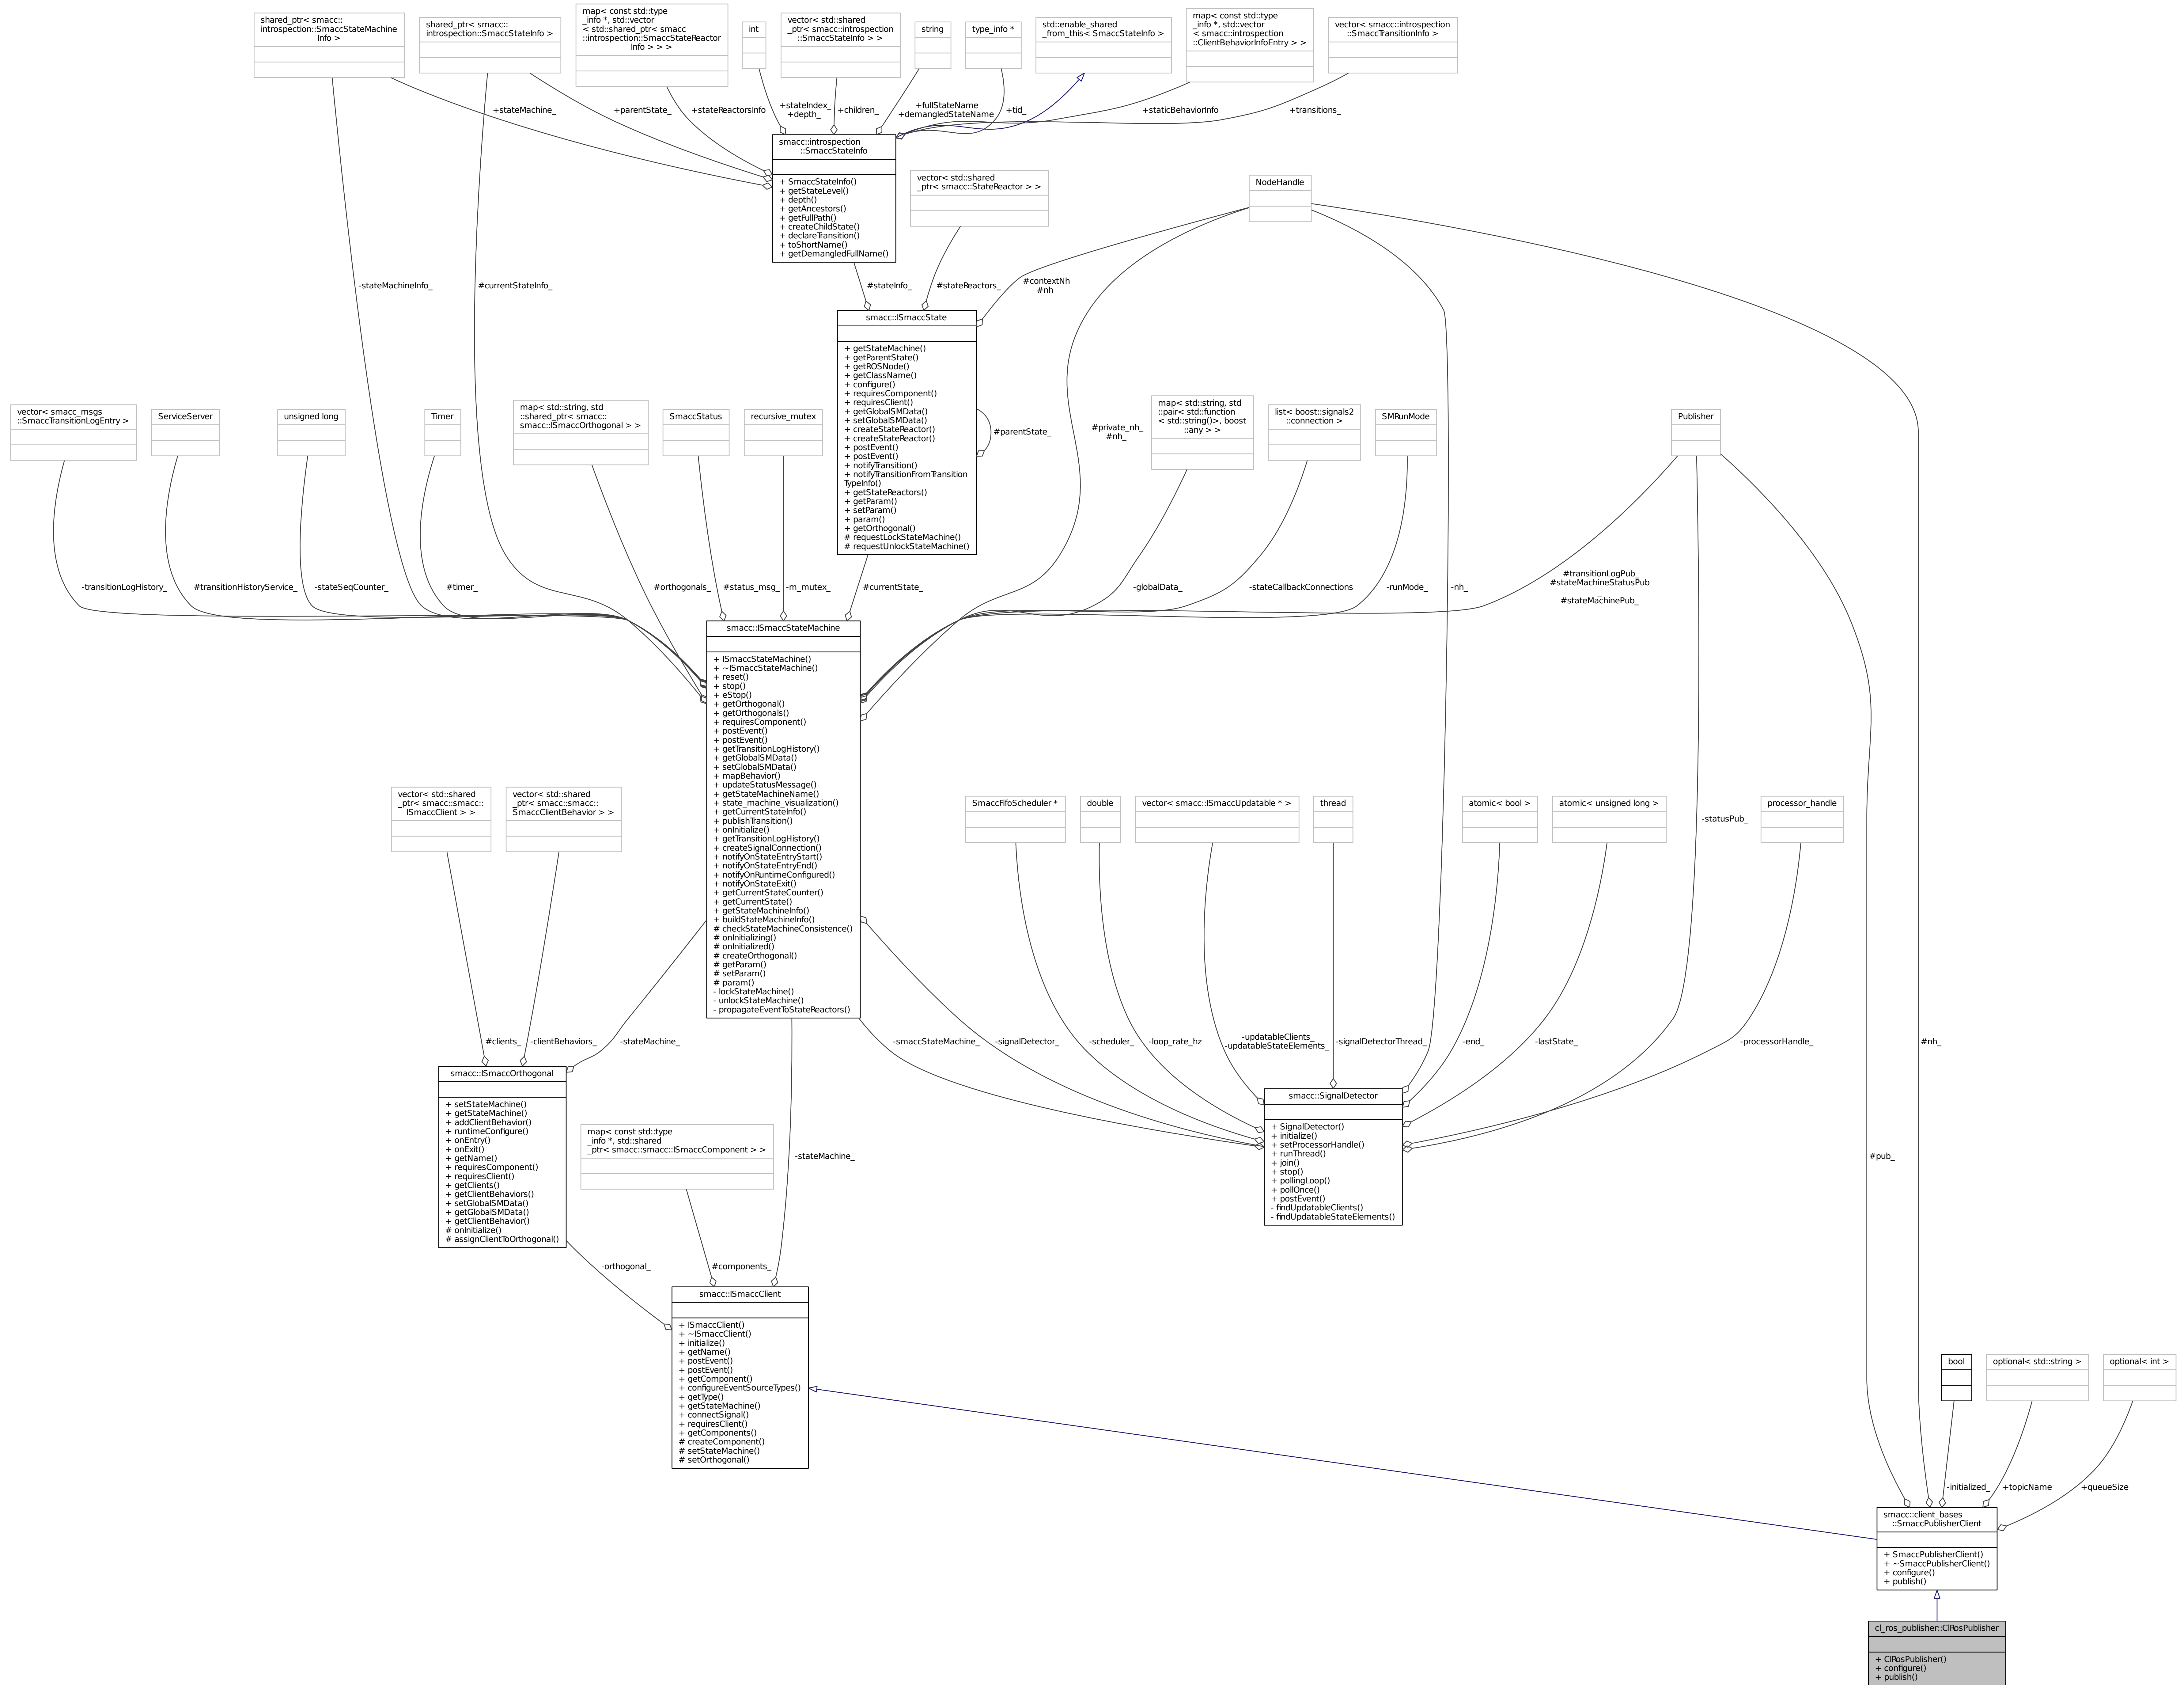 shared_ptr< smacc::
introspection::SmaccStateMachine
Info >
shared_ptr< smacc::
introspection::SmaccStateInfo >
map< const std::type
_info *, std::vector
< std::shared_ptr< smacc
::introspection::SmaccStateReactor
Info > > >
int
vector< std::shared
_ptr< smacc::introspection
::SmaccStateInfo > >
string
type_info *
std::enable_shared
_from_this< SmaccStateInfo >
map< const std::type
_info *, std::vector
< smacc::introspection
::ClientBehaviorInfoEntry > >
vector< smacc::introspection
::SmaccTransitionInfo >
+stateMachine_
+parentState_
+stateReactorsInfo
+stateIndex_
+depth_
+children_
+fullStateName
+demangledStateName
+tid_
+staticBehaviorInfo
+transitions_
smacc::introspection
::SmaccStateInfo
+ SmaccStateInfo()
+ getStateLevel()
+ depth()
+ getAncestors()
+ getFullPath()
+ createChildState()
+ declareTransition()
+ toShortName()
+ getDemangledFullName()
vector< std::shared
_ptr< smacc::StateReactor > >
NodeHandle
-stateMachineInfo_
#currentStateInfo_
#stateInfo_
#stateReactors_
#contextNh
#nh
smacc::ISmaccState
+ getStateMachine()
+ getParentState()
+ getROSNode()
+ getClassName()
+ configure()
+ requiresComponent()
+ requiresClient()
+ getGlobalSMData()
+ setGlobalSMData()
+ createStateReactor()
+ createStateReactor()
+ postEvent()
+ postEvent()
+ notifyTransition()
+ notifyTransitionFromTransition
TypeInfo()
+ getStateReactors()
+ getParam()
+ setParam()
+ param()
+ getOrthogonal()
# requestLockStateMachine()
# requestUnlockStateMachine()
#parentState_
#private_nh_
#nh_
vector< smacc_msgs
::SmaccTransitionLogEntry >
ServiceServer
unsigned long
Timer
map< std::string, std
::shared_ptr< smacc::
smacc::ISmaccOrthogonal > >
SmaccStatus
recursive_mutex
map< std::string, std
::pair< std::function
< std::string()>, boost
::any > >
list< boost::signals2
::connection >
SMRunMode
Publisher
-transitionLogHistory_
#transitionHistoryService_
-stateSeqCounter_
#timer_
#orthogonals_
#status_msg_
-m_mutex_
#currentState_
-globalData_
-stateCallbackConnections
-runMode_
-nh_
#transitionLogPub_
#stateMachineStatusPub
_
#stateMachinePub_
smacc::ISmaccStateMachine
+ ISmaccStateMachine()
+ ~ISmaccStateMachine()
+ reset()
+ stop()
+ eStop()
+ getOrthogonal()
+ getOrthogonals()
+ requiresComponent()
+ postEvent()
+ postEvent()
+ getTransitionLogHistory()
+ getGlobalSMData()
+ setGlobalSMData()
+ mapBehavior()
+ updateStatusMessage()
+ getStateMachineName()
+ state_machine_visualization()
+ getCurrentStateInfo()
+ publishTransition()
+ onInitialize()
+ getTransitionLogHistory()
+ createSignalConnection()
+ notifyOnStateEntryStart()
+ notifyOnStateEntryEnd()
+ notifyOnRuntimeConfigured()
+ notifyOnStateExit()
+ getCurrentStateCounter()
+ getCurrentState()
+ getStateMachineInfo()
+ buildStateMachineInfo()
# checkStateMachineConsistence()
# onInitializing()
# onInitialized()
# createOrthogonal()
# getParam()
# setParam()
# param()
- lockStateMachine()
- unlockStateMachine()
- propagateEventToStateReactors()
vector< std::shared
_ptr< smacc::smacc::
ISmaccClient > >
vector< std::shared
_ptr< smacc::smacc::
SmaccClientBehavior > >
SmaccFifoScheduler *
double
vector< smacc::ISmaccUpdatable * >
thread
atomic< bool >
atomic< unsigned long >
processor_handle
-statusPub_
#clients_
-clientBehaviors_
-stateMachine_
-smaccStateMachine_
-signalDetector_
-scheduler_
-loop_rate_hz
-updatableClients_
-updatableStateElements_
-signalDetectorThread_
-end_
-lastState_
-processorHandle_
#nh_
smacc::ISmaccOrthogonal
+ setStateMachine()
+ getStateMachine()
+ addClientBehavior()
+ runtimeConfigure()
+ onEntry()
+ onExit()
+ getName()
+ requiresComponent()
+ requiresClient()
+ getClients()
+ getClientBehaviors()
+ setGlobalSMData()
+ getGlobalSMData()
+ getClientBehavior()
# onInitialize()
# assignClientToOrthogonal()
map< const std::type
_info *, std::shared
_ptr< smacc::smacc::ISmaccComponent > >
-stateMachine_
smacc::SignalDetector
+ SignalDetector()
+ initialize()
+ setProcessorHandle()
+ runThread()
+ join()
+ stop()
+ pollingLoop()
+ pollOnce()
+ postEvent()
- findUpdatableClients()
- findUpdatableStateElements()
#pub_
-orthogonal_
#components_
smacc::ISmaccClient
+ ISmaccClient()
+ ~ISmaccClient()
+ initialize()
+ getName()
+ postEvent()
+ postEvent()
+ getComponent()
+ configureEventSourceTypes()
+ getType()
+ getStateMachine()
+ connectSignal()
+ requiresClient()
+ getComponents()
# createComponent()
# setStateMachine()
# setOrthogonal()
bool
optional< std::string >
optional< int >
-initialized_
+topicName
+queueSize
smacc::client_bases
::SmaccPublisherClient
+ SmaccPublisherClient()
+ ~SmaccPublisherClient()
+ configure()
+ publish()
cl_ros_publisher::ClRosPublisher
+ ClRosPublisher()
+ configure()
+ publish()